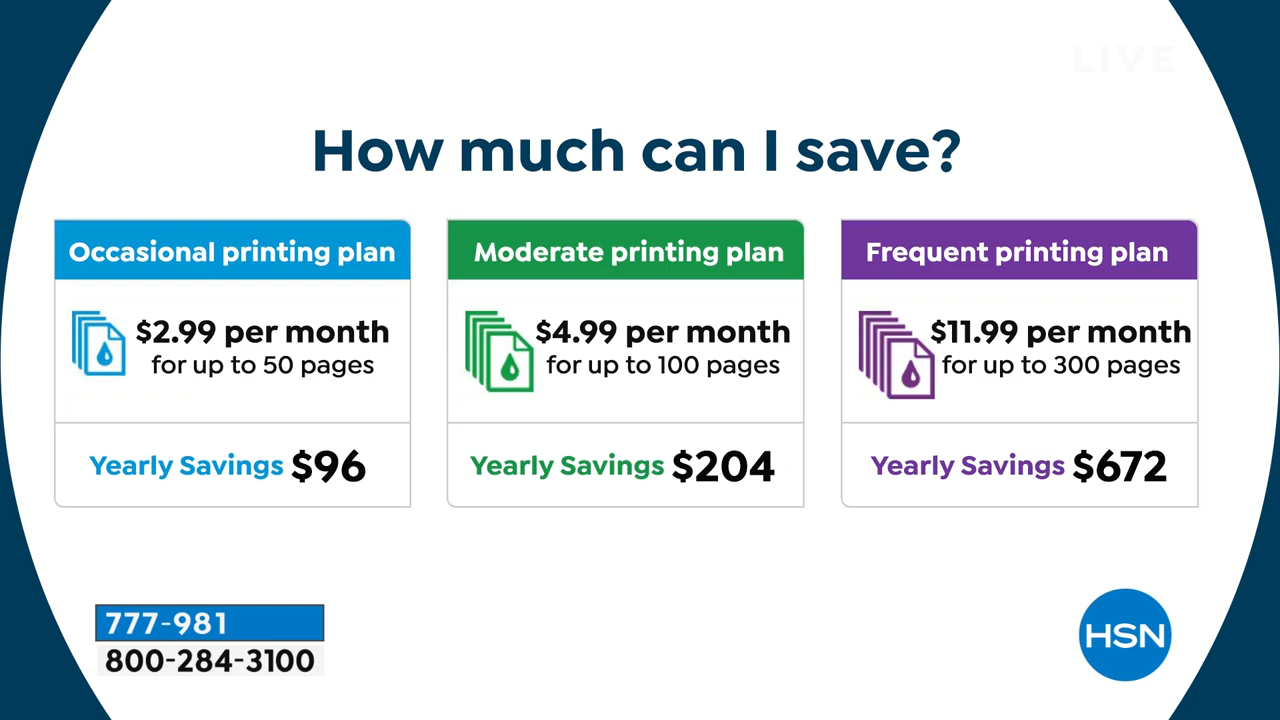 LIVE
How much can I save?
Occasional printing plan
$2.99 per month
for up to 50 pages
Yearly Savings $96
Moderate printing plan
$4.99 per month
for up to 100 pages
Yearly Savings $204
Frequent printing plan
$11.99 per month
for up to 300 pages
Yearly Savings $672
777-981
800-284-3100
HSN